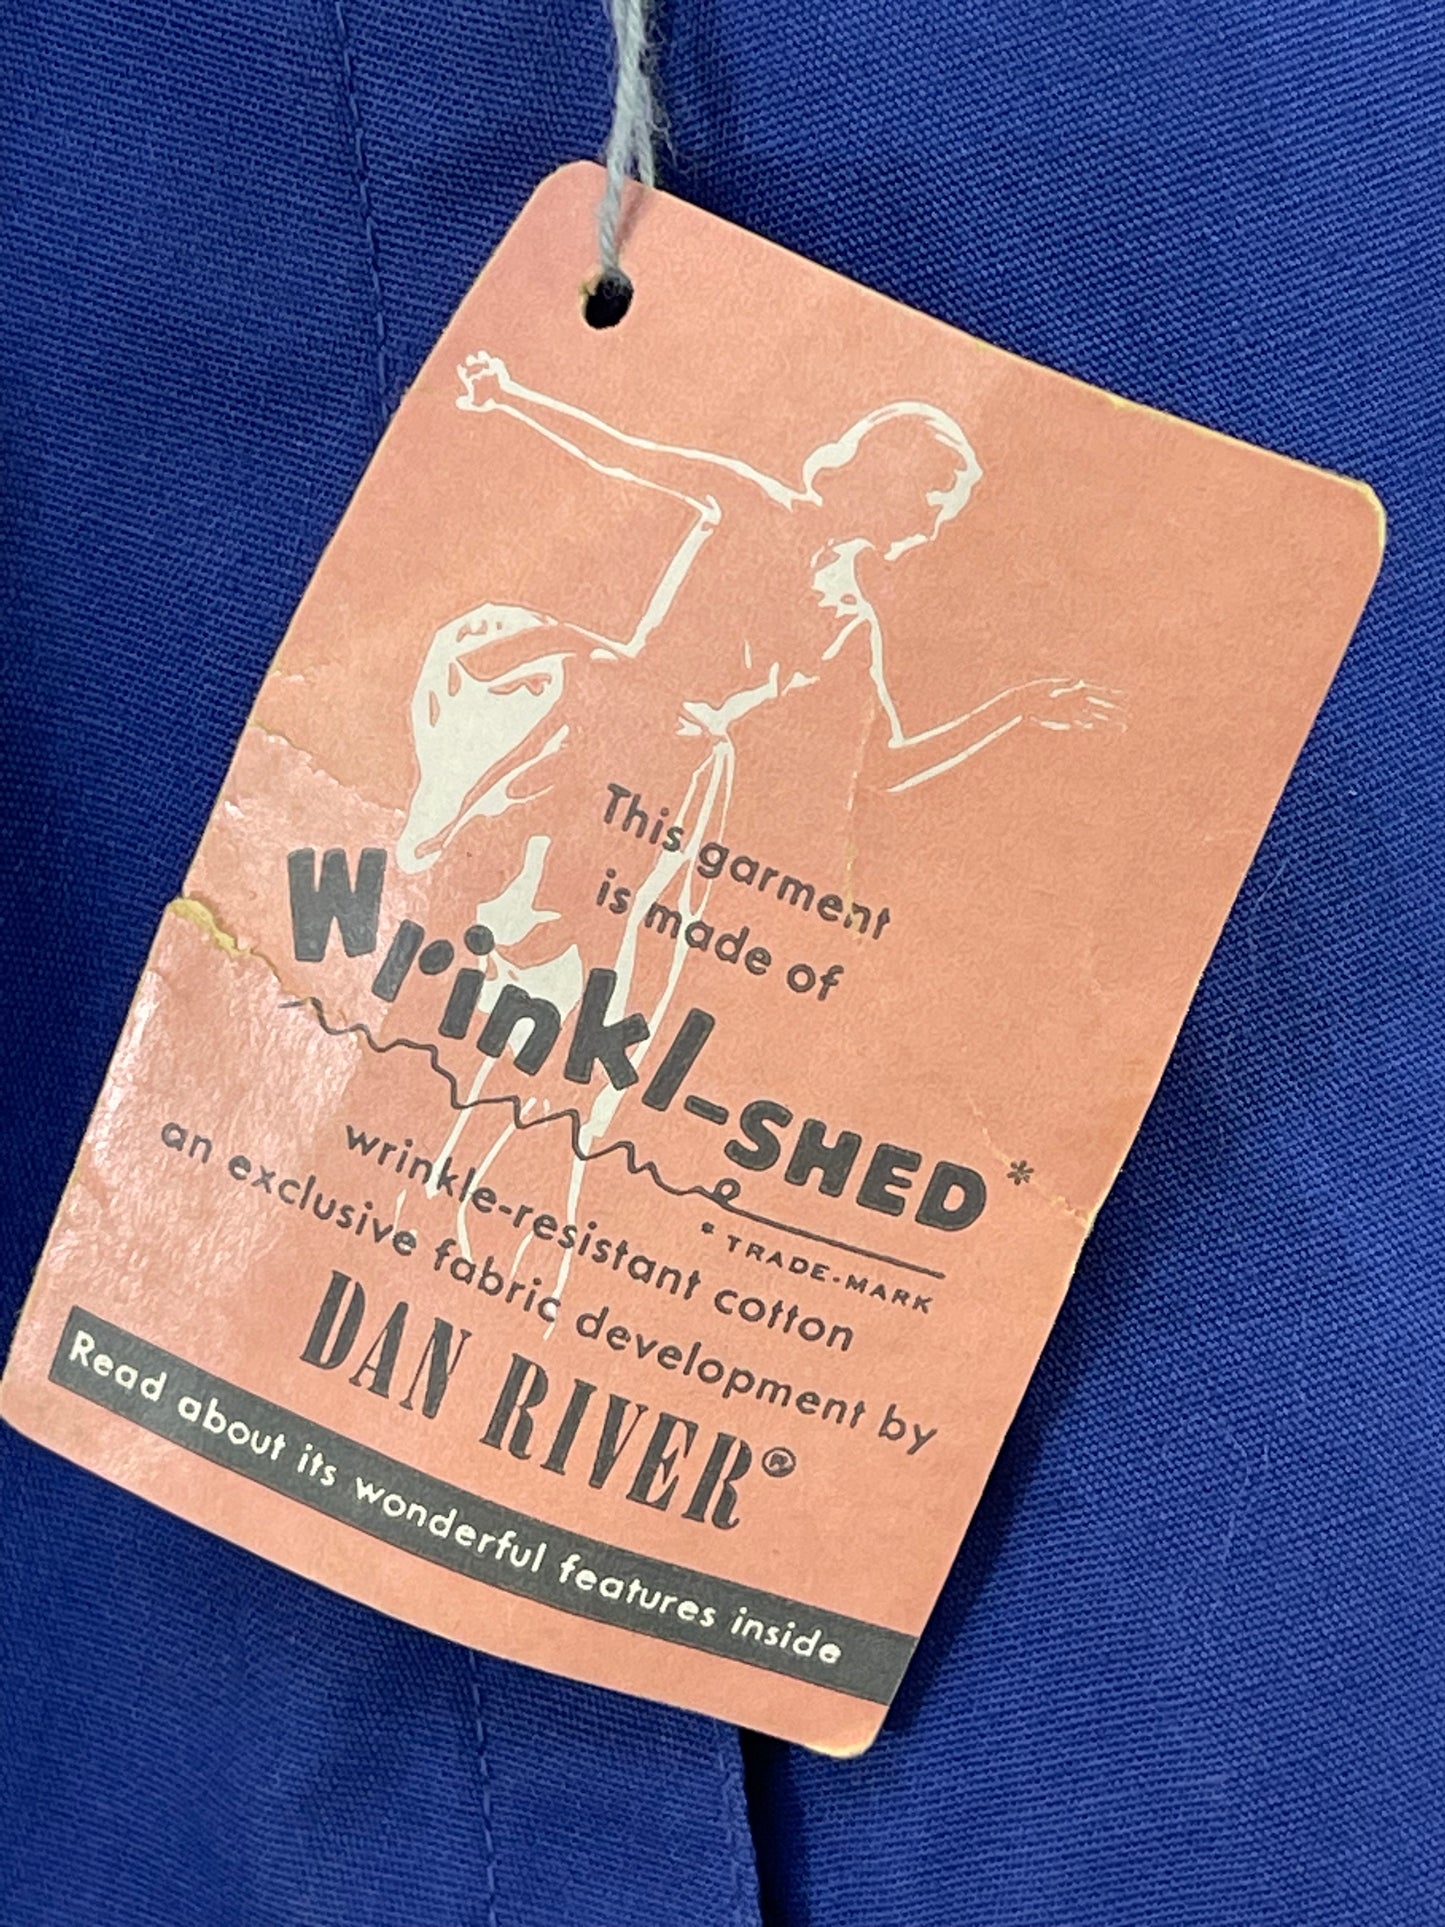 This garment
is made of
Wrinkl-SHED*
* TRADE-MARK
wrinkle-resistant cotton
an exclusive fabric development by
DAN RIVER®
Read about its wonderful features inside